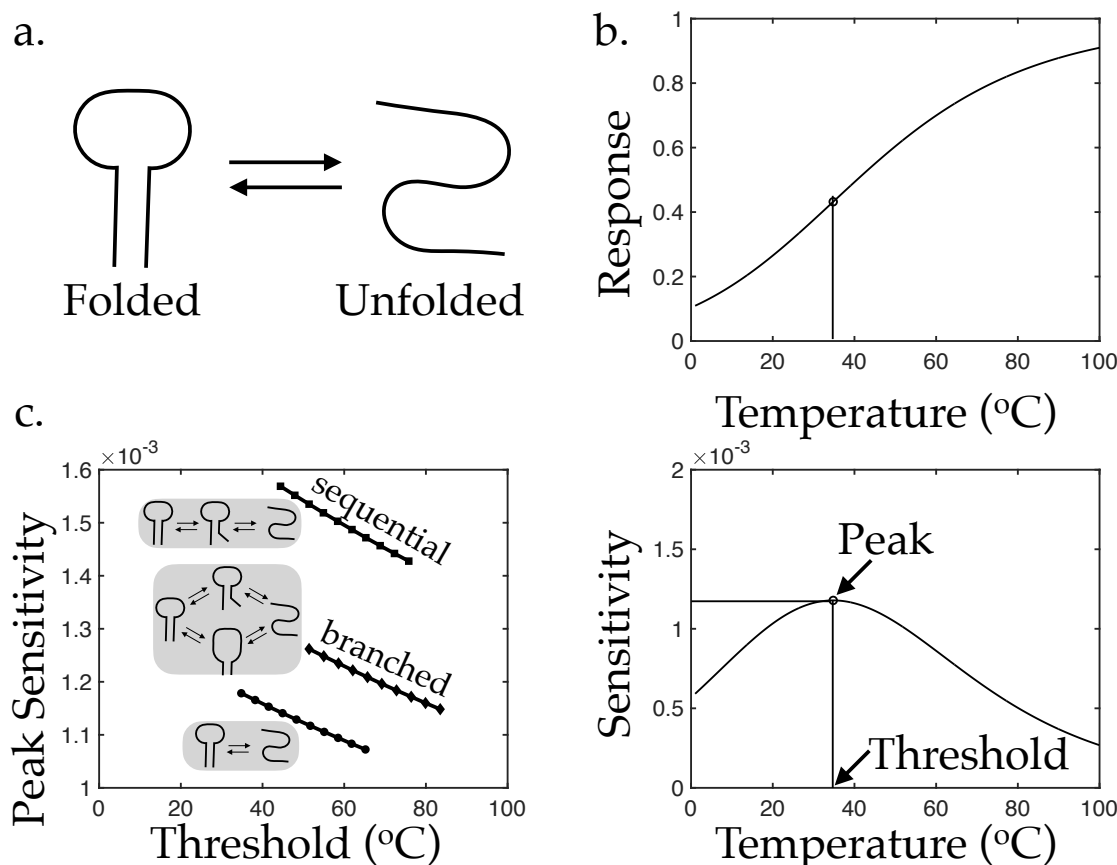 a.
Folded
Unfolded
b.
Response
1
0.8
0.6
0.4
0.2
0
0
20
40
60
80
100
Temperature (ºC)
c.
×10⁻³
Peak Sensitivity
1.6
1.5
1.4
1.3
1.2
1.1
1
sequential
branched
0
20
40
60
80
100
Threshold (ºC)
×10⁻³
Sensitivity
2
1.5
1
0.5
0
Peak
Threshold
0
20
40
60
80
100
Temperature (ºC)